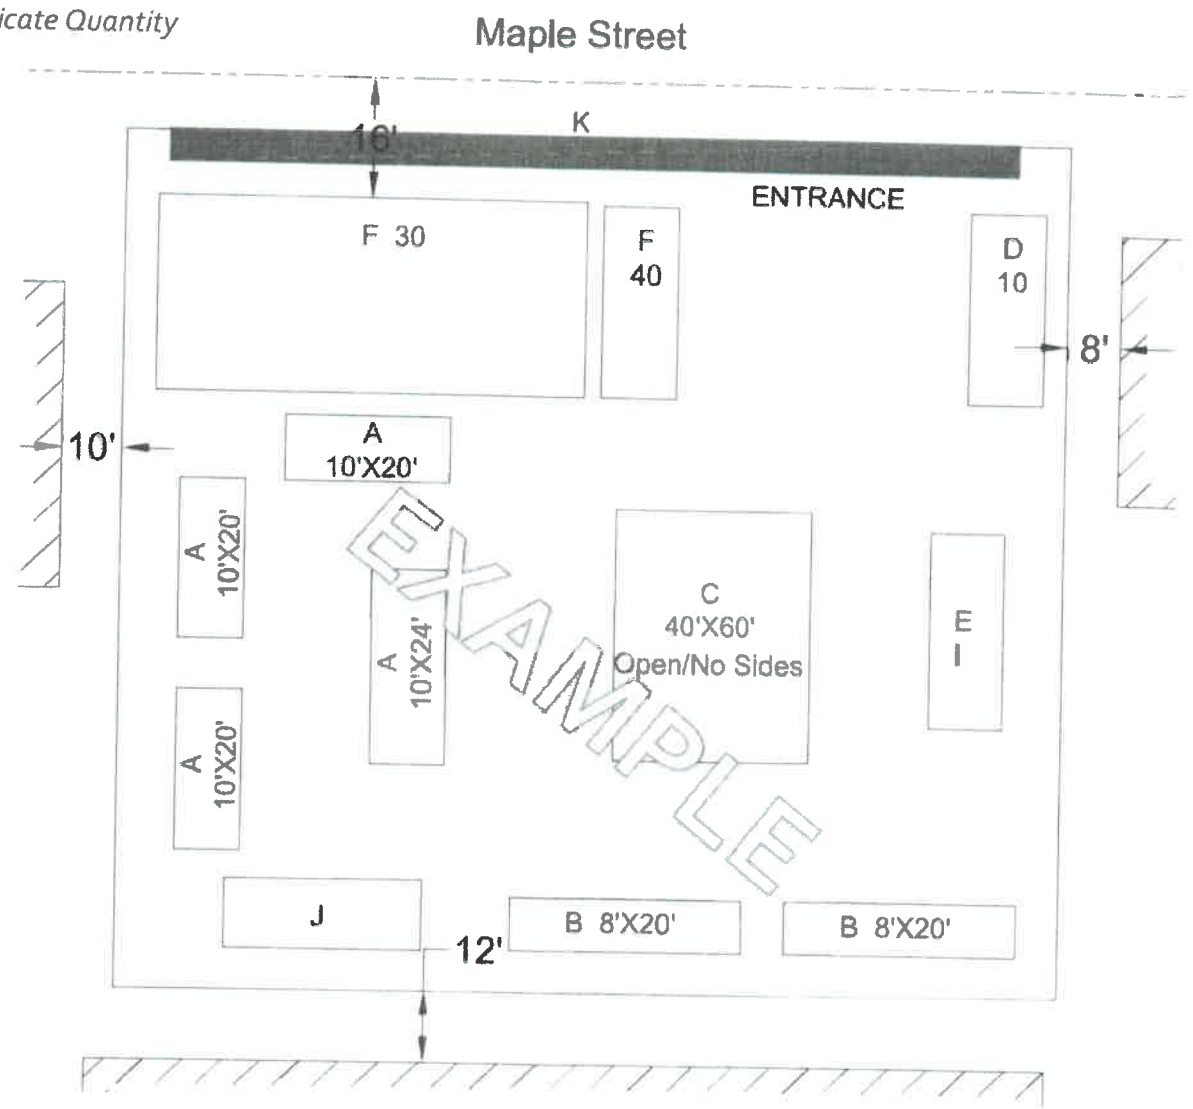 icate Quantity
Maple Street
K
16'
ENTRANCE
F 30
F
40
D
10
8'
10'
A
10'X20'
A
10'X20'
A
10'X24'
C
40'X60'
Open/No Sides
E
I
A
10'X20'
EXAMPLE
J
12'
B 8'X20'
B 8'X20'